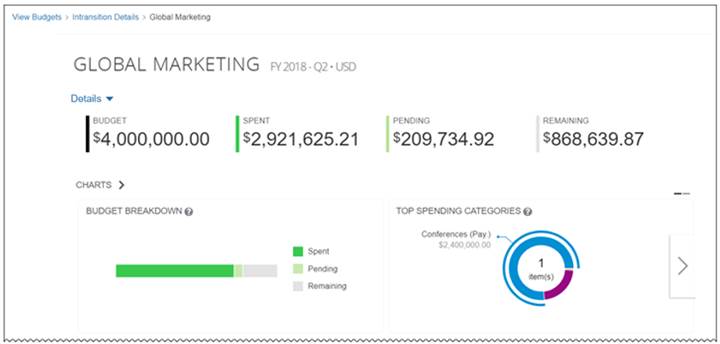 View Budgets > Intransition Details > Global Marketing
GLOBAL MARKETING FY 2018 - Q2 • USD
Details
BUDGET
$4,000,000.00
SPENT
$2,921,625.21
PENDING
$209,734.92
REMAINING
$868,639.87
CHARTS
BUDGET BREAKDOWN
Spent
Pending
Remaining
TOP SPENDING CATEGORIES
Conferences (Pay.)
$2,400,000.00
1
item(s)